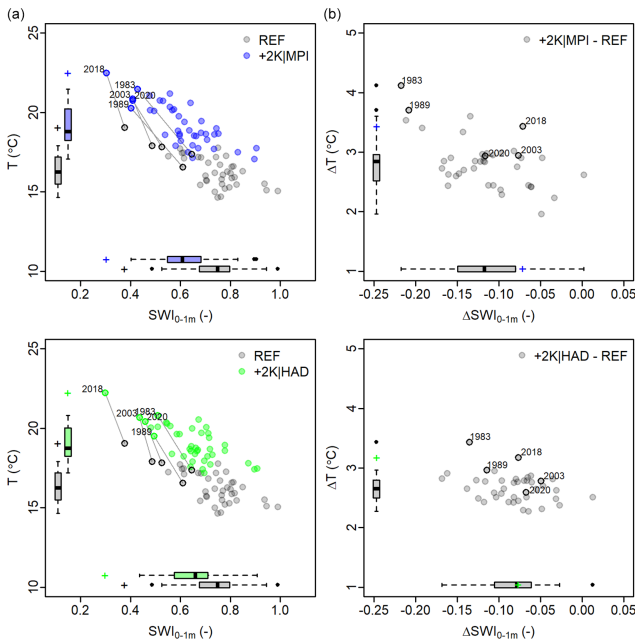 (a)
(b)
REF
+2K|MPI
2018
1983
2003
2020
1989
25
20
15
10
T (°C)
0.2 0.4 0.6 0.8 1.0
SWI0-1m (-)
+2K|MPI - REF
1983
1989
2018
2020
2003
5
4
3
2
1
ΔT (°C)
-0.25 -0.20 -0.15 -0.10 -0.05 0.00
ΔSWI0-1m (-)
REF
+2K|HAD
2018
2003
1983
2020
1989
25
20
15
10
T (°C)
0.2 0.4 0.6 0.8 1.0
SWI0-1m (-)
+2K|HAD - REF
1983
2018
1989
2003
2020
5
4
3
2
1
ΔT (°C)
-0.25 -0.20 -0.15 -0.10 -0.05 0.00
ΔSWI0-1m (-)